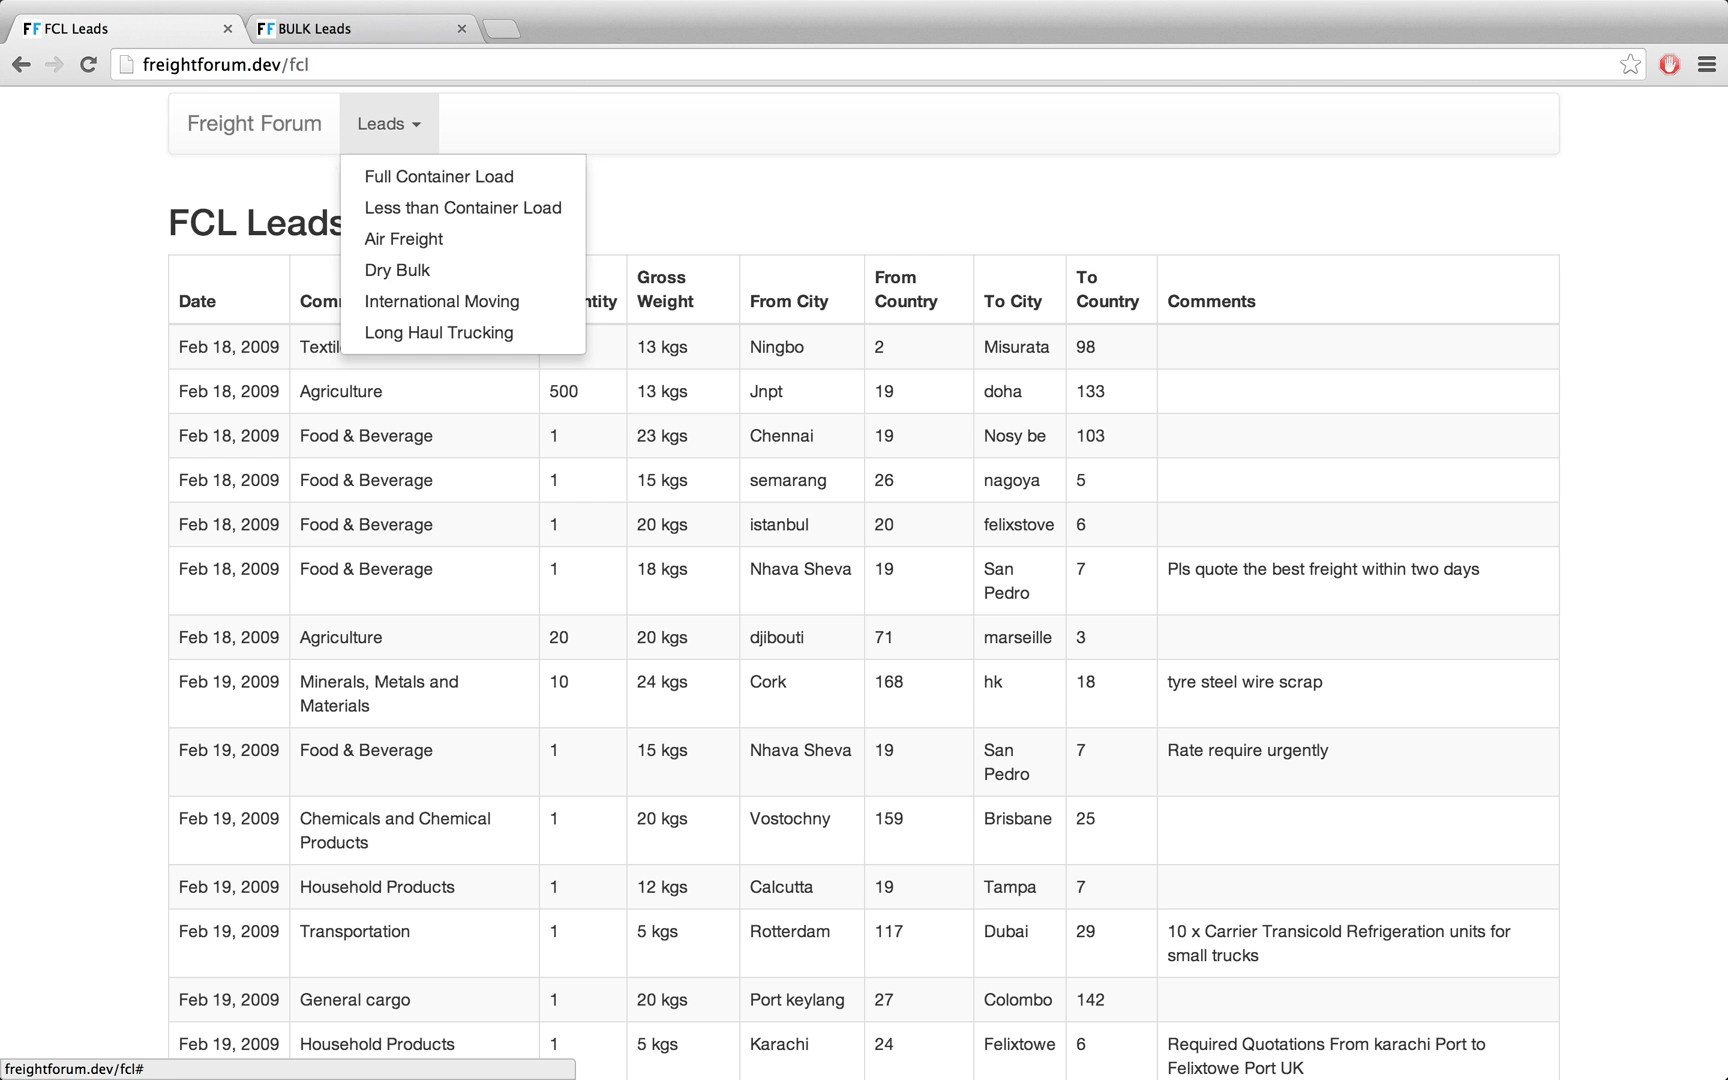 FF FCL Leads
FF BULK Leads
freightforum.dev/fcl
Freight Forum Leads
Full Container Load
Less than Container Load
Air Freight
Dry Bulk
International Moving
Long Haul Trucking
FCL Leads
Date Com ntity Gross Weight From City From Country To City To Country Comments
Feb 18, 2009 Textil 13 kgs Ningbo 2 Misurata 98
Feb 18, 2009 Agriculture 500 13 kgs Jnpt 19 doha 133
Feb 18, 2009 Food & Beverage 1 23 kgs Chennai 19 Nosy be 103
Feb 18, 2009 Food & Beverage 1 15 kgs semarang 26 nagoya 5
Feb 18, 2009 Food & Beverage 1 20 kgs istanbul 20 felixstove 6
Feb 18, 2009 Food & Beverage 1 18 kgs Nhava Sheva 19 San Pedro 7 Pls quote the best freight within two days
Feb 18, 2009 Agriculture 20 20 kgs djibouti 71 marseille 3
Feb 19, 2009 Minerals, Metals and Materials 10 24 kgs Cork 168 hk 18 tyre steel wire scrap
Feb 19, 2009 Food & Beverage 1 15 kgs Nhava Sheva 19 San Pedro 7 Rate require urgently
Feb 19, 2009 Chemicals and Chemical Products 1 20 kgs Vostochny 159 Brisbane 25
Feb 19, 2009 Household Products 1 12 kgs Calcutta 19 Tampa 7
Feb 19, 2009 Transportation 1 5 kgs Rotterdam 117 Dubai 29 10 x Carrier Transicold Refrigeration units for small trucks
Feb 19, 2009 General cargo 1 20 kgs Port keylang 27 Colombo 142
Feb 19, 2009 Household Products 1 5 kgs Karachi 24 Felixtowe 6 Required Quotations From karachi Port to Felixtowe Port UK
freightforum.dev/fcl#